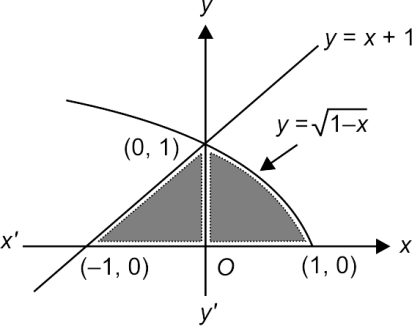 y
y = x + 1
y = √1–x
(0, 1)
x'
x
(–1, 0)
O
(1, 0)
y'